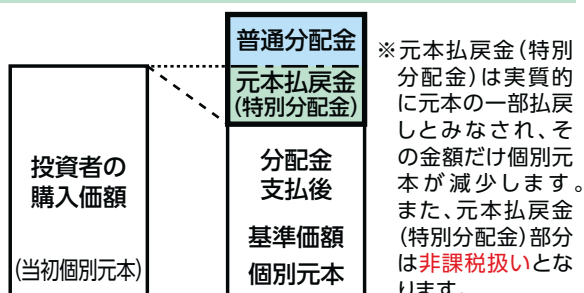 投資者の
購入価額
(当初個別元本)
普通分配金
元本払戻金
(特別分配金)
分配金
支払後
基準価額
個別元本
※元本払戻金(特別
分配金)は実質的
に元本の一部払戻
しとみなされ、そ
の金額だけ個別元
本が減少します。
また、元本払戻金
(特別分配金)部分
は非課税扱いとな
ります。